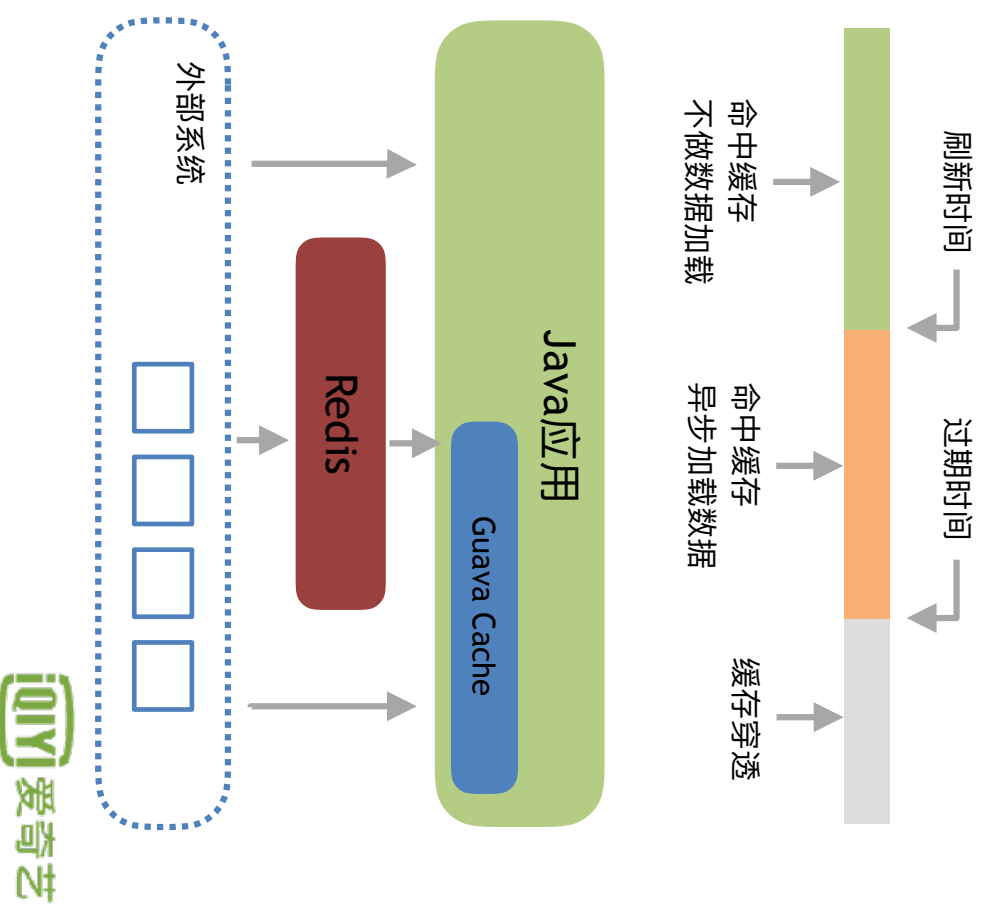 刷新时间
过期时间
命中缓存
不做数据加载
命中缓存
异步加载数据
缓存穿透
Java应用
Guava Cache
Redis
外部系统
iQIYI 爱奇艺